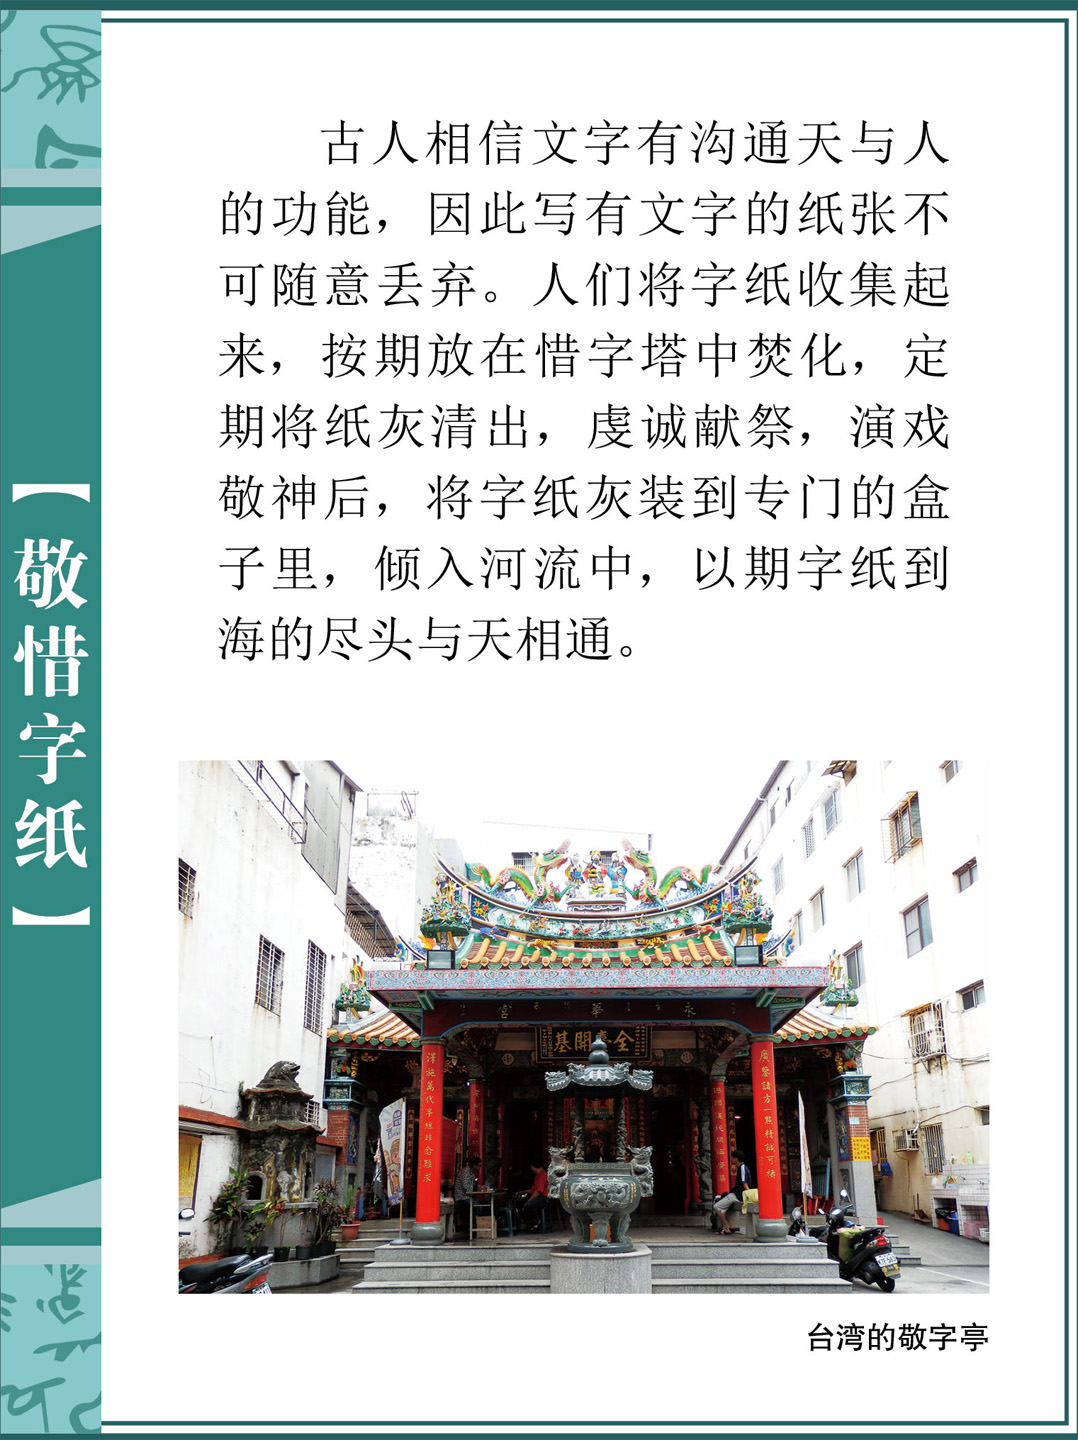 【敬惜字纸】
古人相信文字有沟通天与人
的功能，因此写有文字的纸张不
可随意丢弃。人们将字纸收集起
来，按期放在惜字塔中焚化，定
期将纸灰清出，虔诚献祭，演戏
敬神后，将字纸灰装到专门的盒
子里，倾入河流中，以期字纸到
海的尽头与天相通。
宮華永
基開臺全
台湾的敬字亭